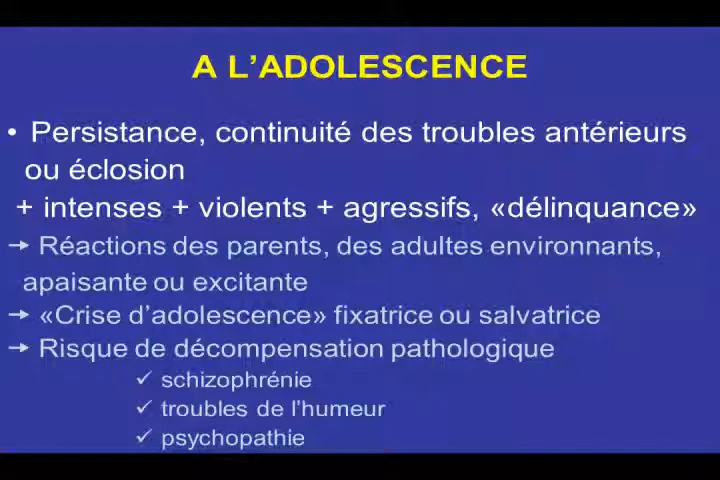 A L’ADOLESCENCE
• Persistance, continuité des troubles antérieurs
ou éclosion
+ intenses + violents + agressifs, «délinquance»
→ Réactions des parents, des adultes environnants,
apaisante ou excitante
→ «Crise d’adolescence» fixatrice ou salvatrice
→ Risque de décompensation pathologique
✓ schizophrénie
✓ troubles de l’humeur
✓ psychopathie